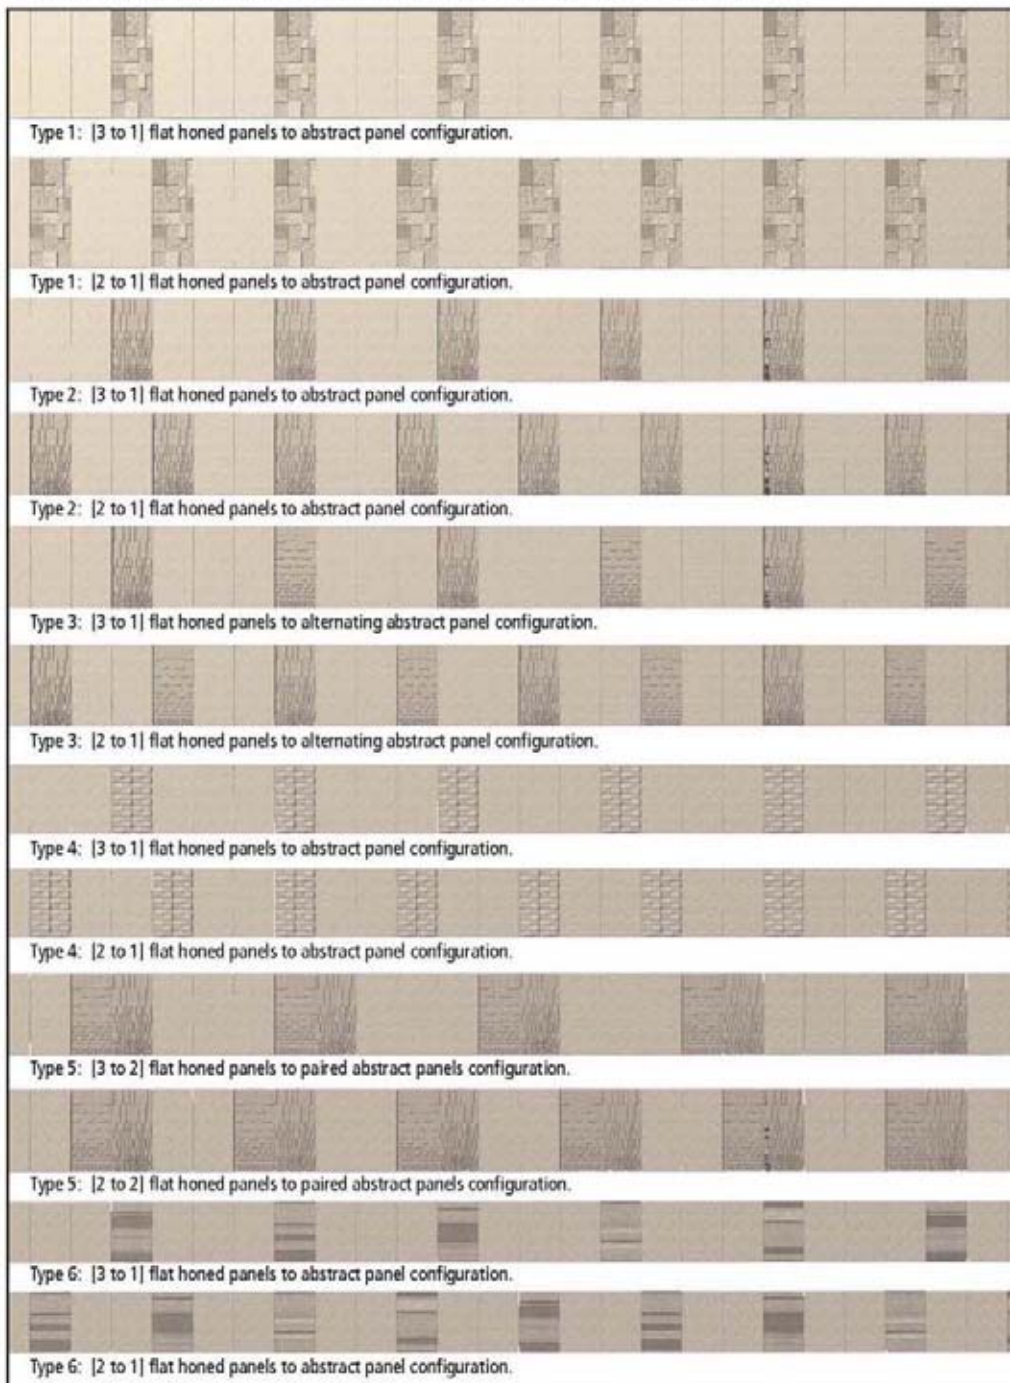 Type 1: [3 to 1] flat honed panels to abstract panel configuration.
Type 1: [2 to 1] flat honed panels to abstract panel configuration.
Type 2: [3 to 1] flat honed panels to abstract panel configuration.
Type 2: [2 to 1] flat honed panels to abstract panel configuration.
Type 3: [3 to 1] flat honed panels to alternating abstract panel configuration.
Type 3: [2 to 1] flat honed panels to alternating abstract panel configuration.
Type 4: [3 to 1] flat honed panels to abstract panel configuration.
Type 4: [2 to 1] flat honed panels to abstract panel configuration.
Type 5: [3 to 2] flat honed panels to paired abstract panels configuration.
Type 5: [2 to 2] flat honed panels to paired abstract panels configuration.
Type 6: [3 to 1] flat honed panels to abstract panel configuration.
Type 6: [2 to 1] flat honed panels to abstract panel configuration.